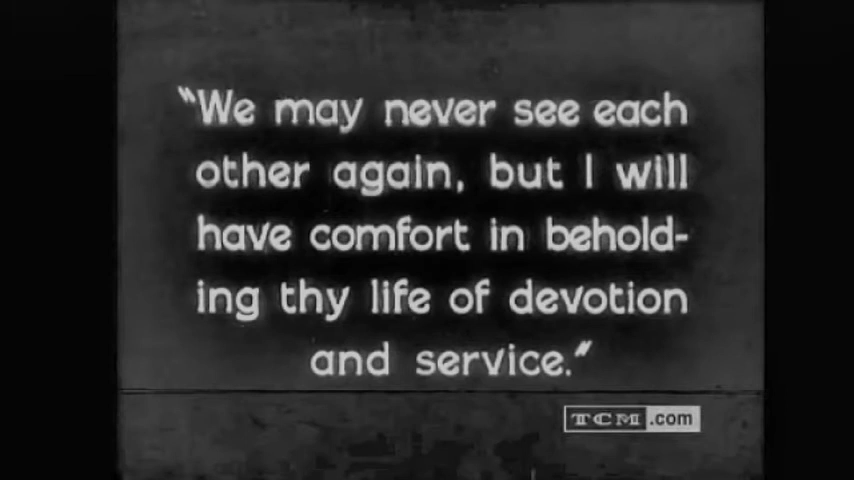 "We may never see each
other again, but I will
have comfort in behold-
ing thy life of devotion
and service."
TCM.com